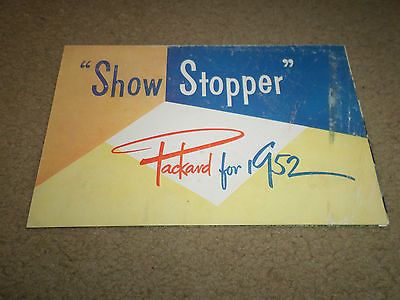 "Show Stopper"
Packard for 1952